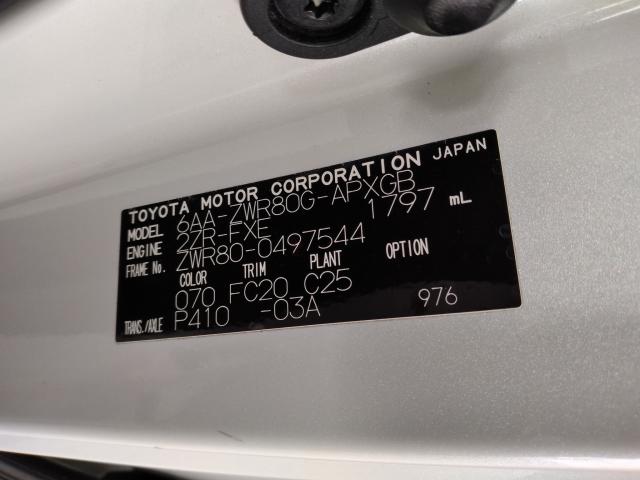 TOYOTA MOTOR CORPORATION JAPAN
MODEL 6AA-ZWR80G-APXGB
ENGINE 2ZR-FXE 1797 mL
FRAME No. ZWR80-0497544
COLOR TRIM PLANT OPTION
070 FC20 C25
TRANS./AXLE P410 -03A 976